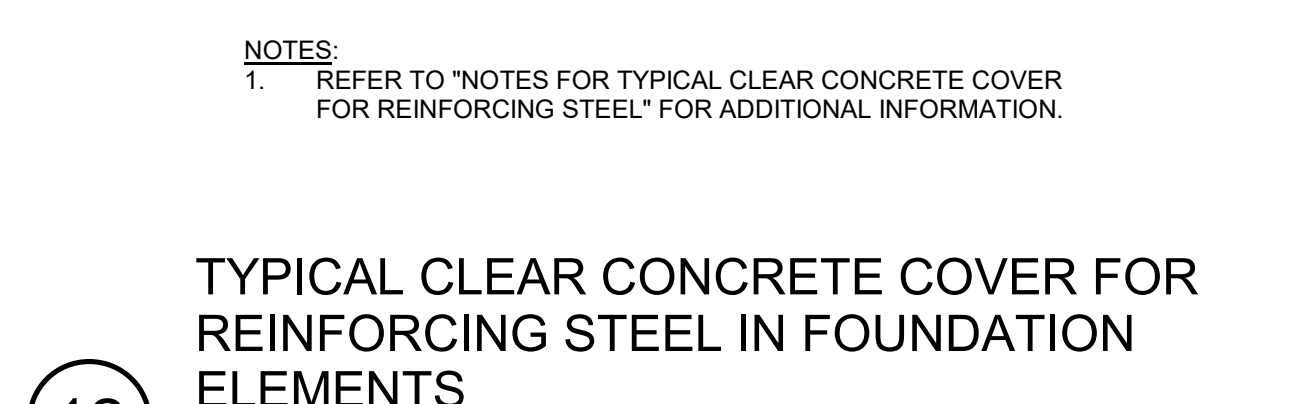 NOTES:
1. REFER TO "NOTES FOR TYPICAL CLEAR CONCRETE COVER
FOR REINFORCING STEEL" FOR ADDITIONAL INFORMATION.
TYPICAL CLEAR CONCRETE COVER FOR
REINFORCING STEEL IN FOUNDATION
ELEMENTS